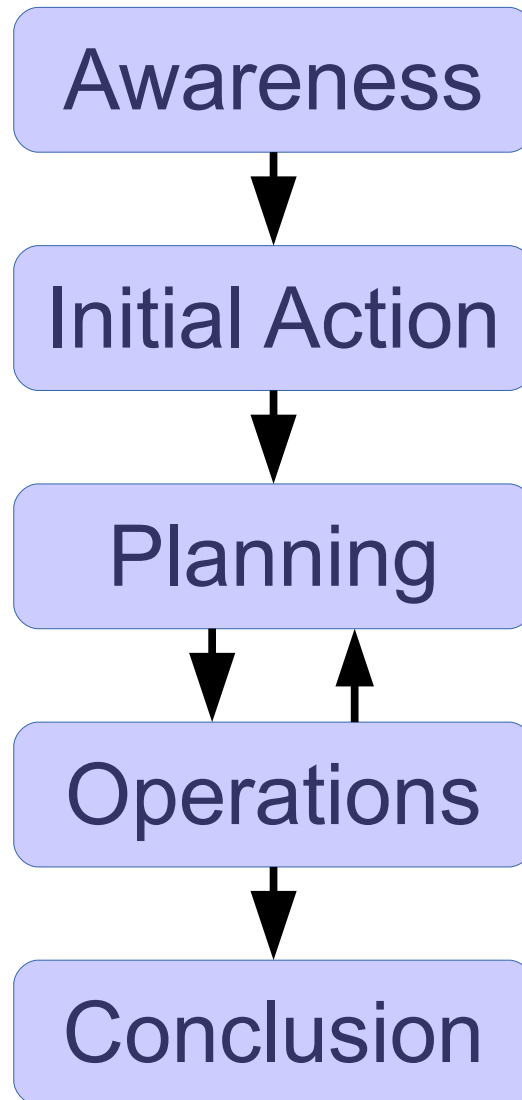 Awareness
Initial Action
Planning
Operations
Conclusion